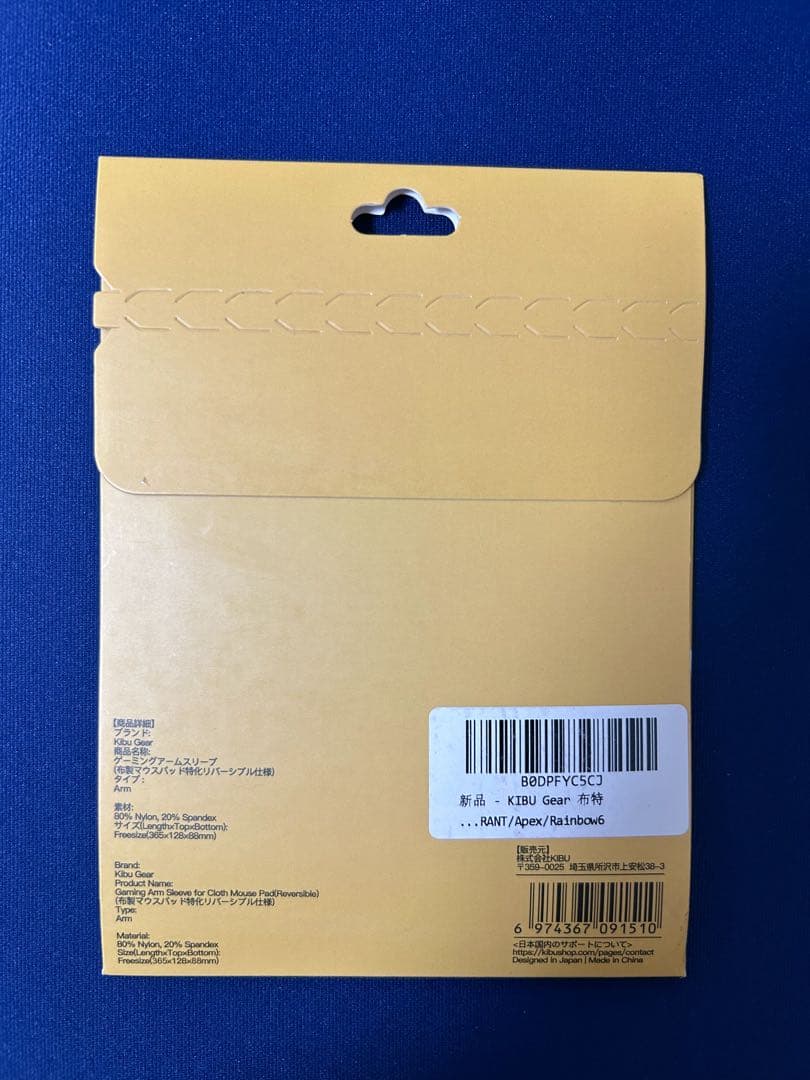 【商品詳細】
ブランド:
Kibu Gear
商品名称:
ゲーミングアームスリーブ
(布製マウスパッド特化リバーシブル仕様)
タイプ :
Arm
素材:
80% Nylon, 20% Spandex
サイズ(Length×Top×Bottom):
Freesize(365×128×88mm)
Brand:
Kibu Gear
Product Name:
Gaming Arm Sleeve for Cloth Mouse Pad(Reversible)
(布製マウスパッド特化リバーシブル仕様)
Type:
Arm
Material:
80% Nylon, 20% Spandex
Size(Length×Top×Bottom):
Freesize(365×128×88mm)
B0DPFYC5CJ
新品 - KIBU Gear 布特
...RANT/Apex/Rainbow6
【販売元】
株式会社KIBU
〒359-0025 埼玉県所沢市上安松38-3
6 974367 091510
<日本国内のサポートについて>
https://kibushop.com/pages/contact
Designed in Japan | Made in China